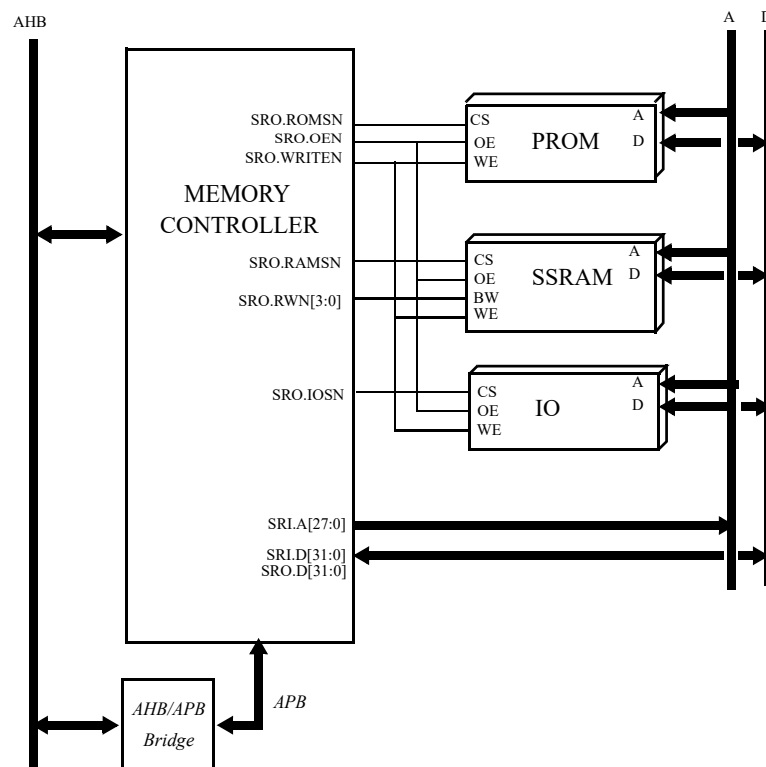 AHB
A
SRO.ROMSN
SRO.OEN
SRO.WRITEN
CS
OE
WE
PROM
A
D
MEMORY
CONTROLLER
SRO.RAMSN
SRO.RWN[3:0]
CS
OE
BW
WE
SSRAM
A
D
SRO.IOSN
CS
OE
WE
IO
A
D
SRI.A[27:0]
SRI.D[31:0]
SRO.D[31:0]
APB
AHB/APB
Bridge